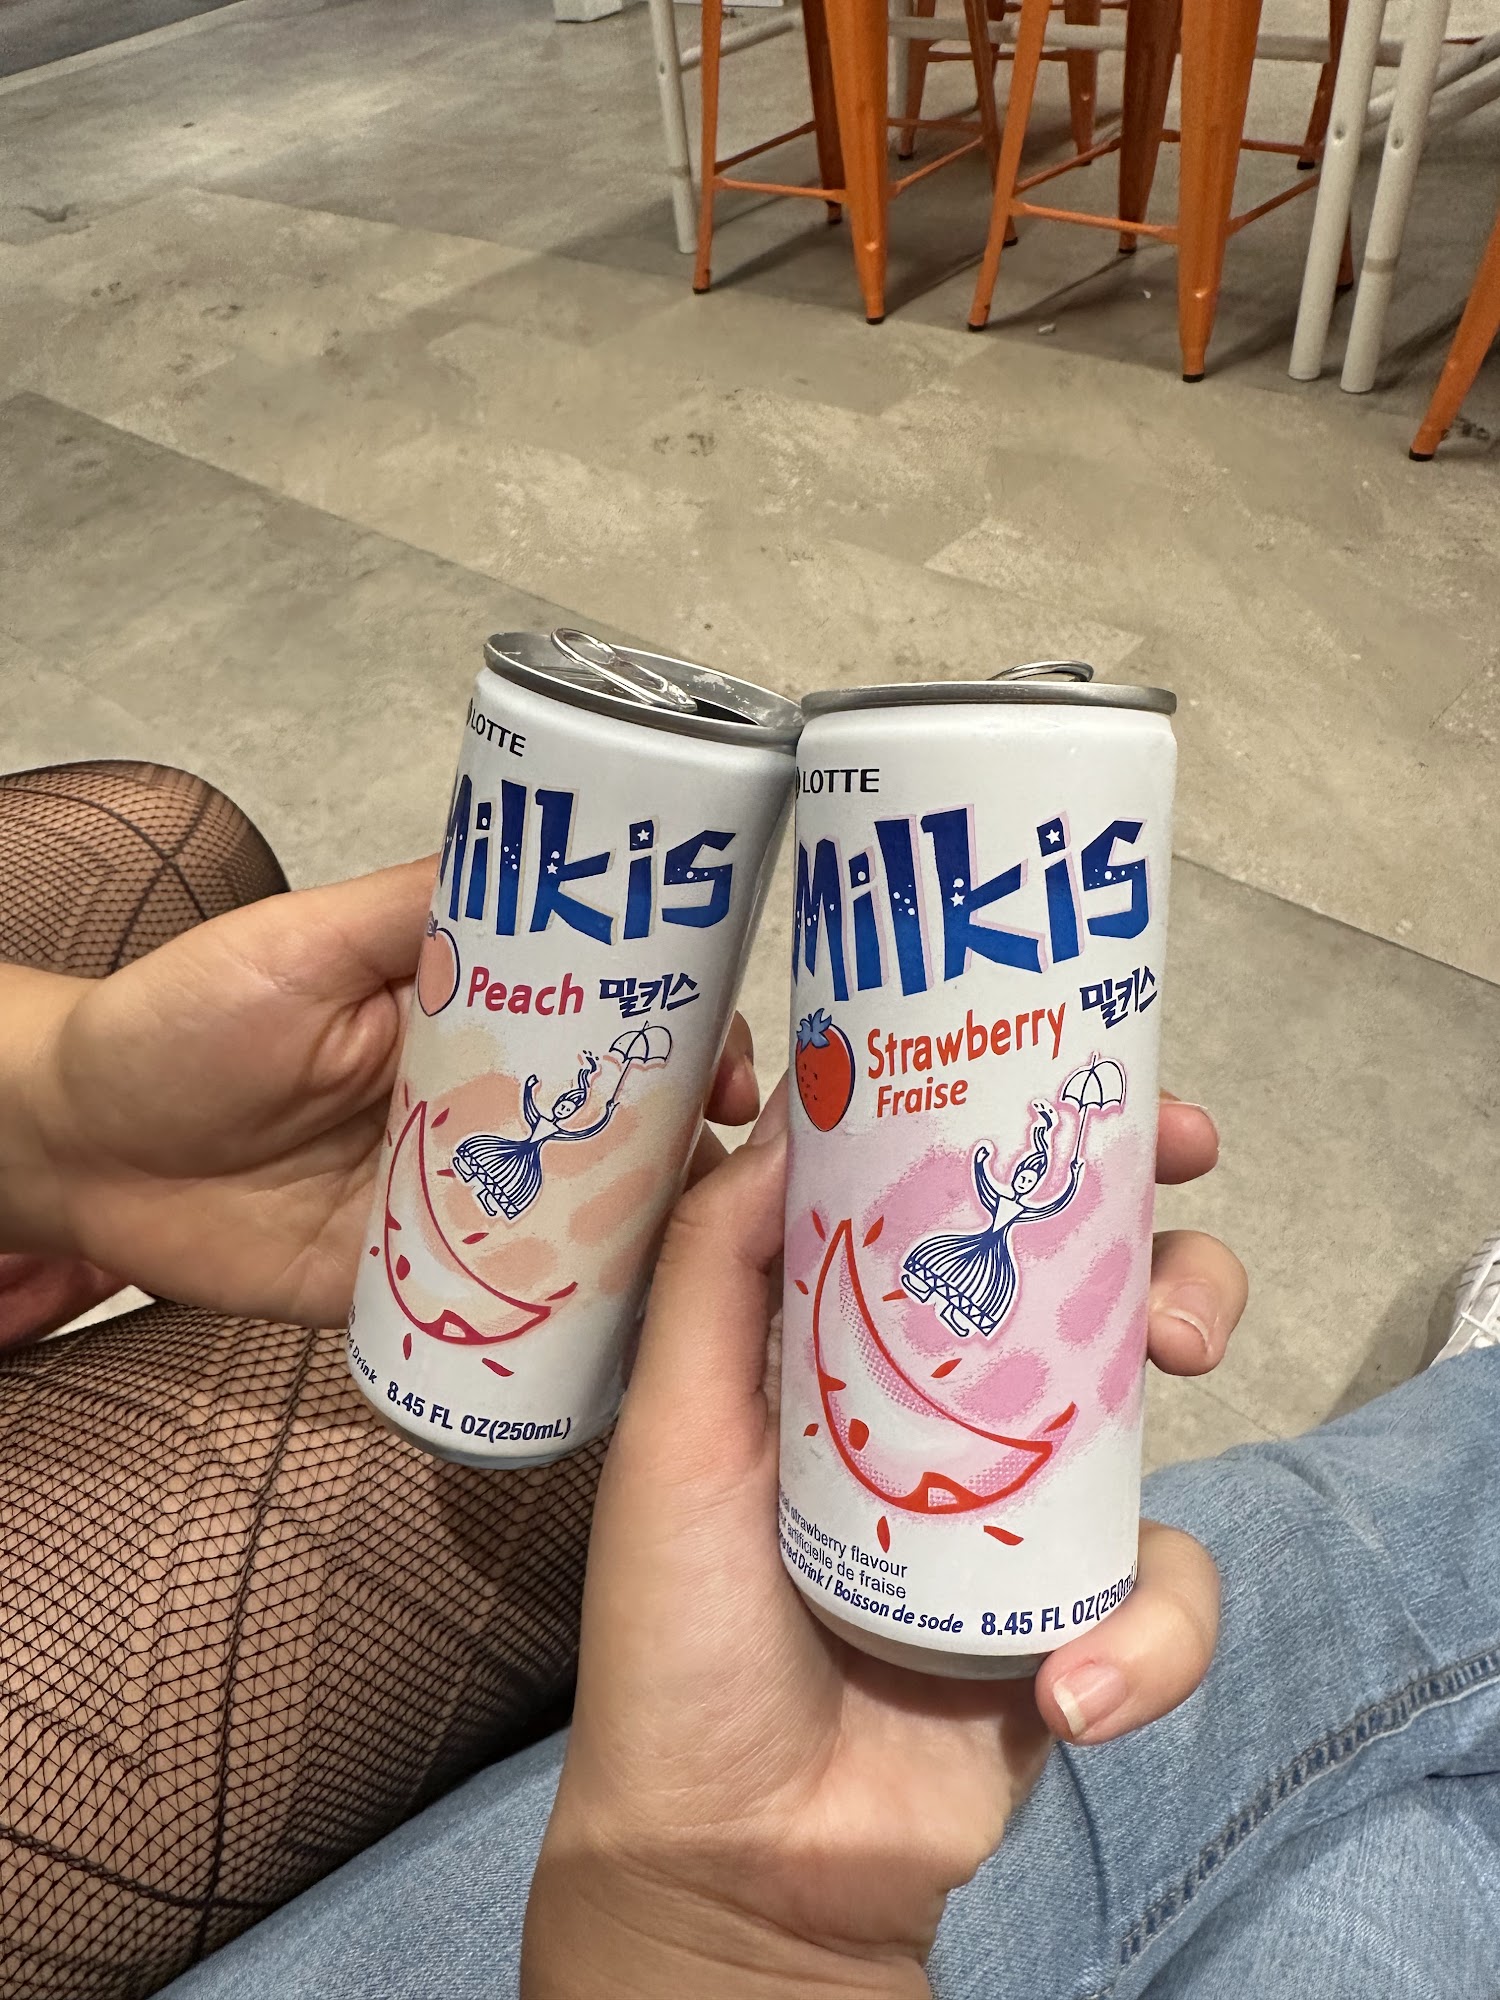 LOTTE
Milkis
Peach 밀키스
Drink
8.45 FL OZ(250mL)
LOTTE
Milkis
밀키스
Strawberry
Fraise
strawberry flavour
artificielle de fraise
Drink / Boisson de sode 8.45 FL OZ(250